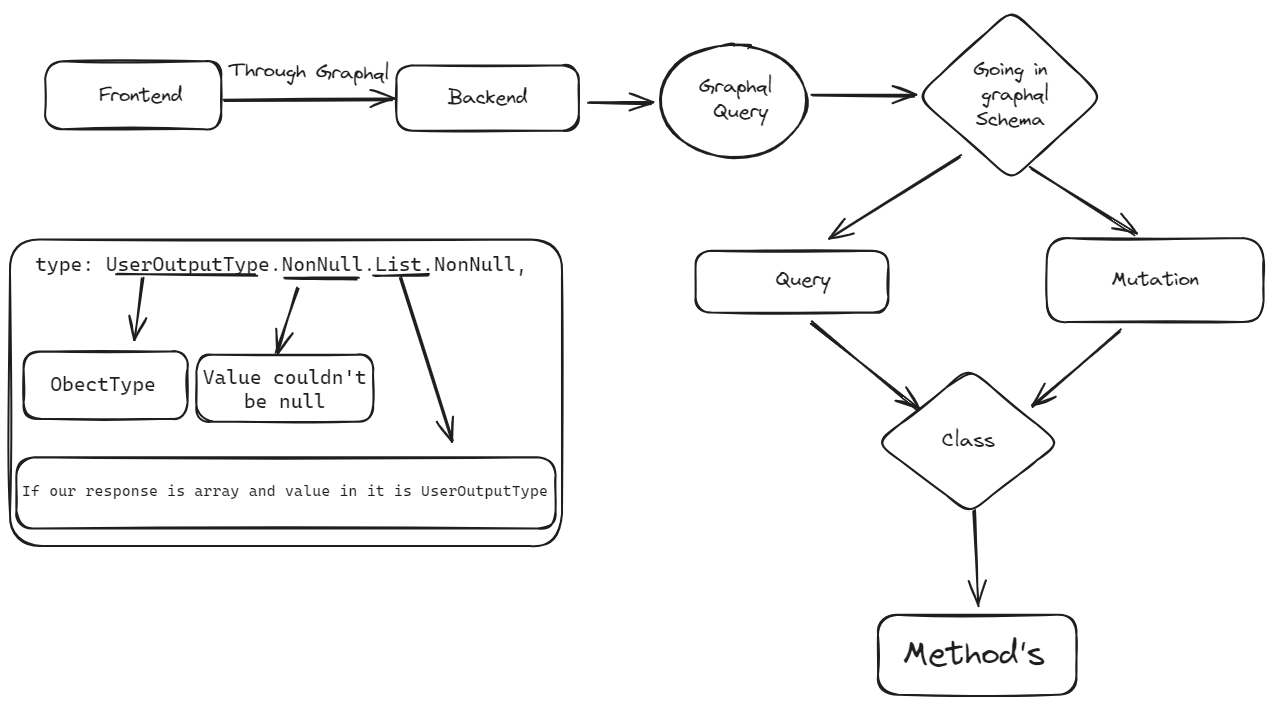 Through Graphql
Frontend
Backend
Graphql
Query
Going in
graphql
Schema
type: UserOutputType.NonNull.List.NonNull,
ObectType
Value couldn't
be null
If our response is array and value in it is UserOutputType
Query
Mutation
Class
Method's